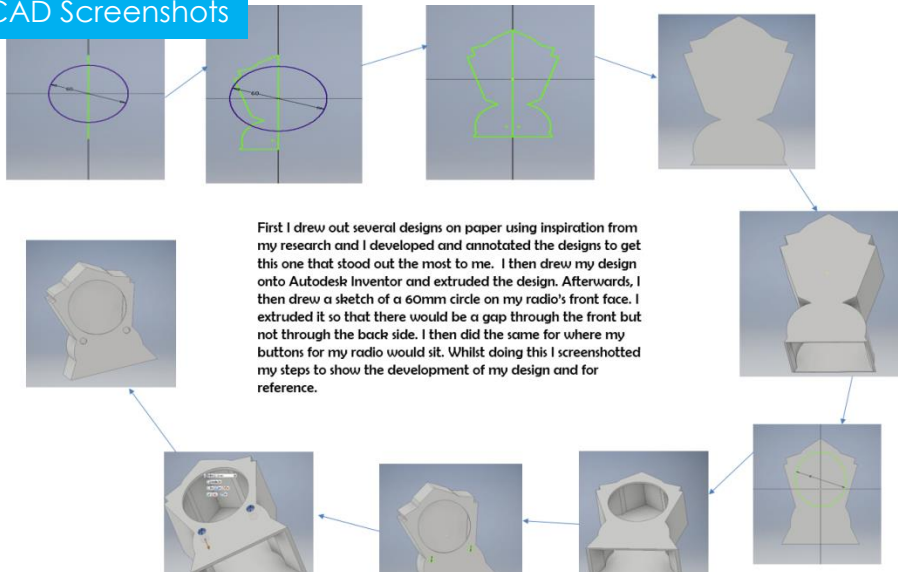 CAD Screenshots
60
First I drew out several designs on paper using inspiration from
my research and I developed and annotated the designs to get
this one that stood out the most to me. I then drew my design
onto Autodesk Inventor and extruded the design. Afterwards, I
then drew a sketch of a 60mm circle on my radio's front face. I
extruded it so that there would be a gap through the front but
not through the back side. I then did the same for where my
buttons for my radio would sit. Whilst doing this I screenshotted
my steps to show the development of my design and for
reference.